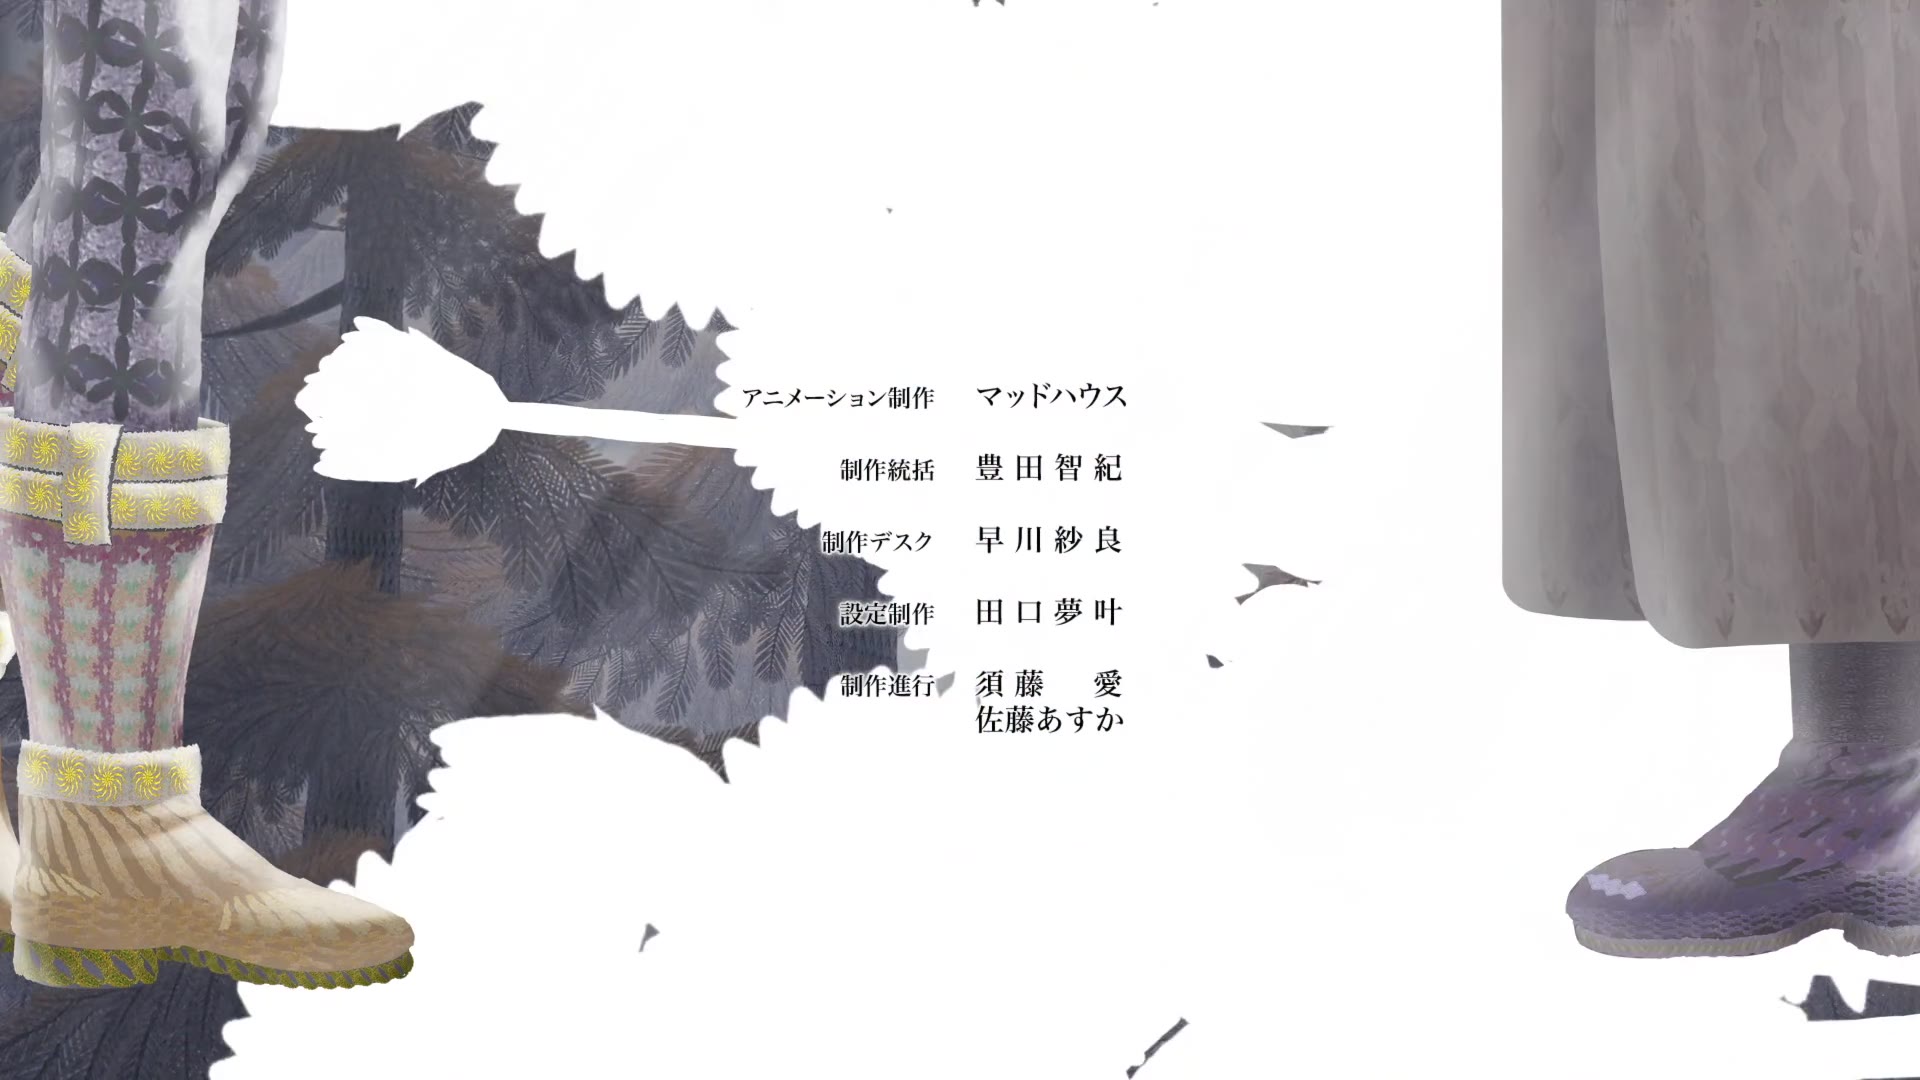 アニメーション制作 マッドハウス
制作統括 豊田智紀
制作デスク 早川紗良
設定制作 田口夢叶
制作進行 須藤 愛
佐藤あすか